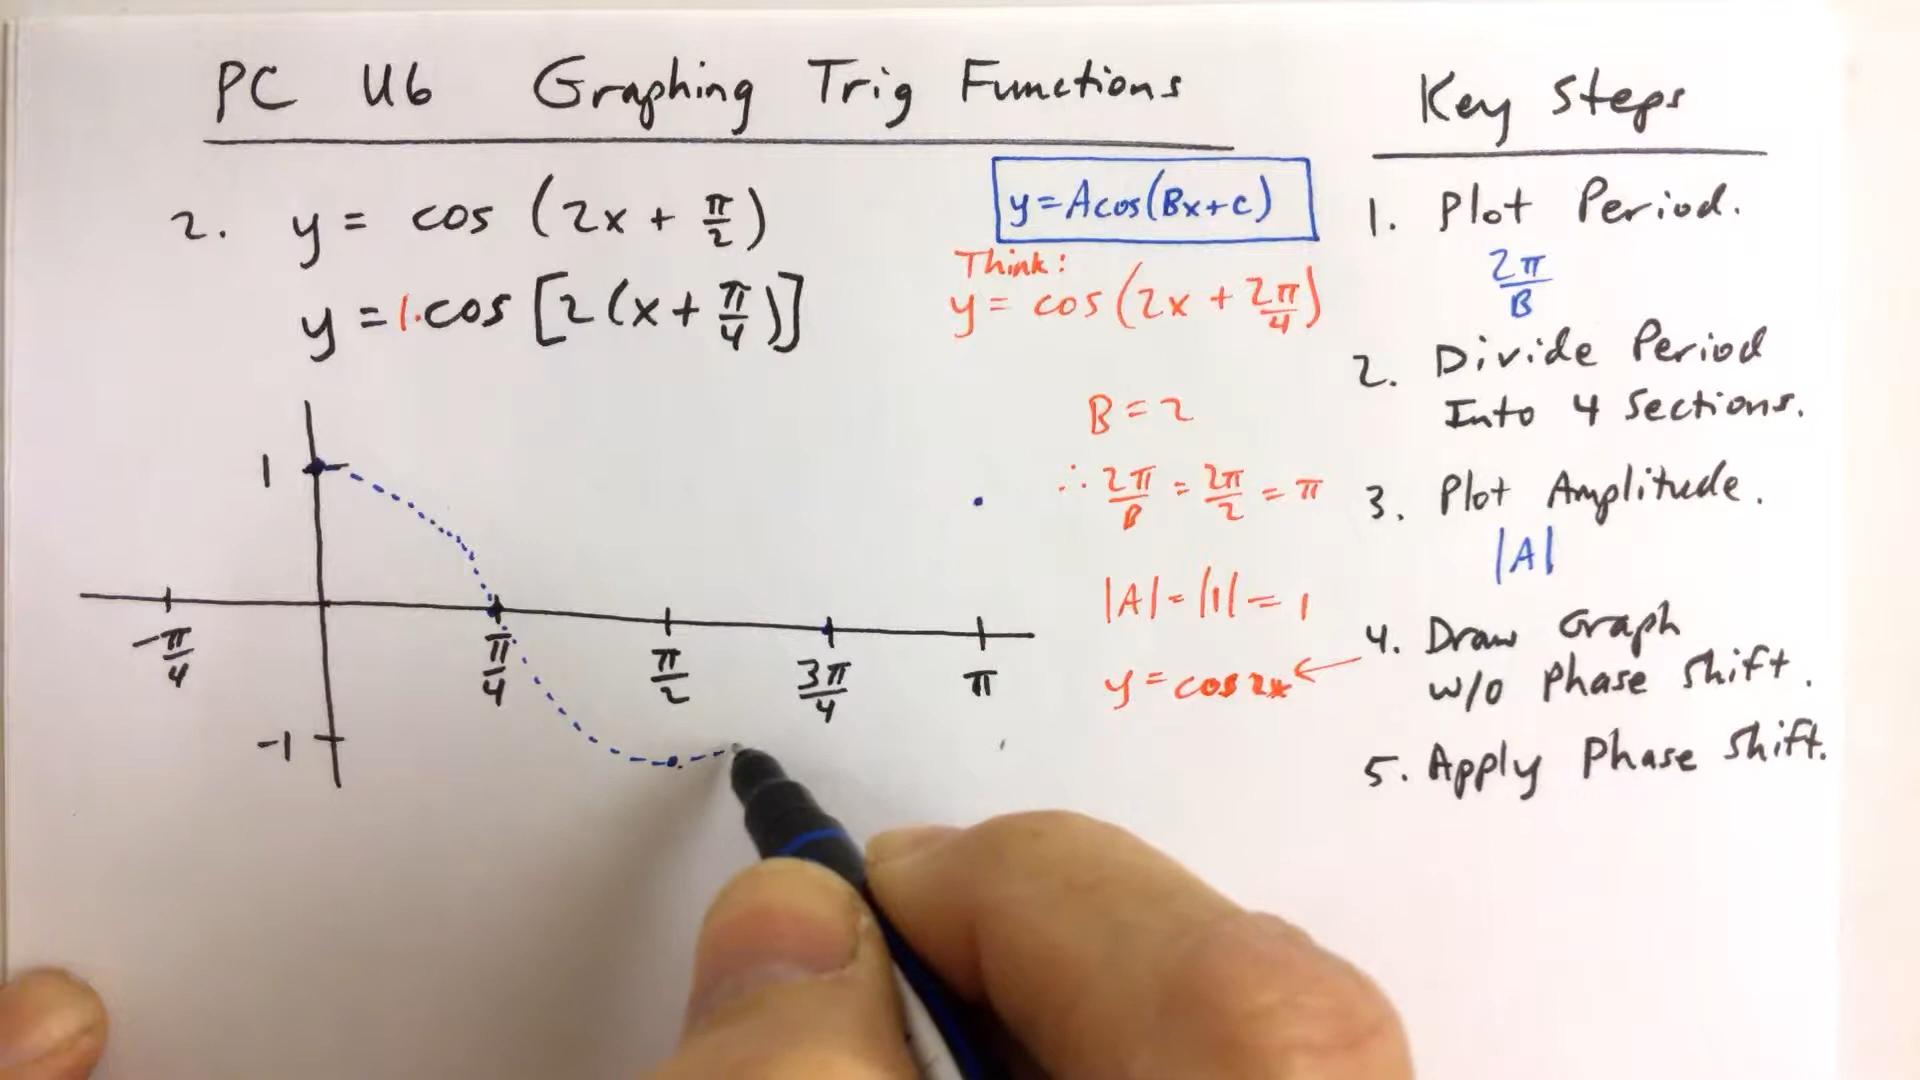 PC U6 Graphing Trig Functions
2. y = cos (2x + π/2)
y = 1·cos [2(x + π/4)]
y=Acos(Bx+c)
Think:
y = cos (2x + 2π/4)
B = 2
∴ 2π/B = 2π/2 = π
|A| = |1| = 1
y = cos 2x
1
-1
-π/4 π/4 π/2 3π/4 π
Key Steps
1. Plot Period.
2π/B
2. Divide Period
Into 4 Sections.
3. Plot Amplitude.
|A|
4. Draw Graph
w/o Phase Shift.
5. Apply Phase Shift.